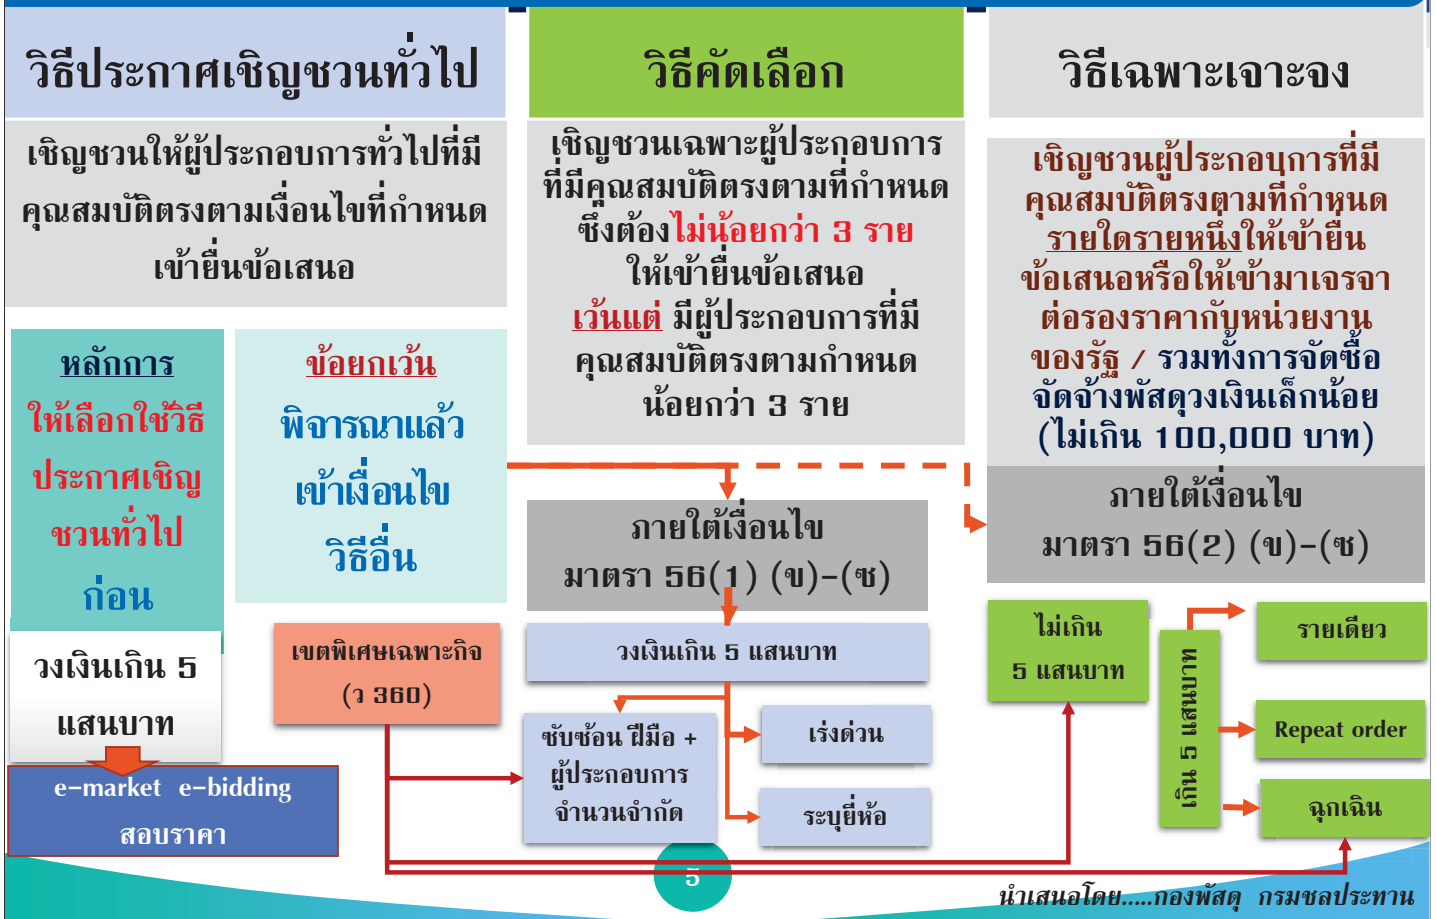 วิธีประกาศเชิญชวนทั่วไป
เชิญชวนให้ผู้ประกอบการทั่วไปที่มี
คุณสมบัติตรงตามเงื่อนไขที่กำหนด
เข้ายื่นข้อเสนอ
หลักการ
ให้เลือกใช้วิธี
ประกาศเชิญ
ชวนทั่วไป
ก่อน
วงเงินเกิน 5
แสนบาท
e-market e-bidding
สอบราคา
ข้อยกเว้น
พิจารณาแล้ว
เข้าเงื่อนไข
วิธีอื่น
เขตพิเศษเฉพาะกิจ
(ว 360)
วิธีคัดเลือก
เชิญชวนเฉพาะผู้ประกอบการ
ที่มีคุณสมบัติตรงตามที่กำหนด
ซึ่งต้องไม่น้อยกว่า 3 ราย
ให้เข้ายื่นข้อเสนอ
เว้นแต่ มีผู้ประกอบการที่มี
คุณสมบัติตรงตามกำหนด
น้อยกว่า 3 ราย
ภายใต้เงื่อนไข
มาตรา 56(1) (ข)-(ซ)
วงเงินเกิน 5 แสนบาท
ซับซ้อน ฝีมือ +
ผู้ประกอบการ
จำนวนจำกัด
เร่งด่วน
ระบุยี่ห้อ
วิธีเฉพาะเจาะจง
เชิญชวนผู้ประกอบการที่มี
คุณสมบัติตรงตามที่กำหนด
รายใดรายหนึ่งให้เข้ายื่น
ข้อเสนอหรือให้เข้ามาเจรจา
ต่อรองราคากับหน่วยงาน
ของรัฐ / รวมทั้งการจัดซื้อ
จัดจ้างพัสดุวงเงินเล็กน้อย
(ไม่เกิน 100,000 บาท)
ภายใต้เงื่อนไข
มาตรา 56(2) (ข)-(ซ)
ไม่เกิน
5 แสนบาท
เกิน 5 แสนบาท
รายเดียว
Repeat order
ฉุกเฉิน
5
นำเสนอโดย.....กองพัสดุ กรมชลประทาน